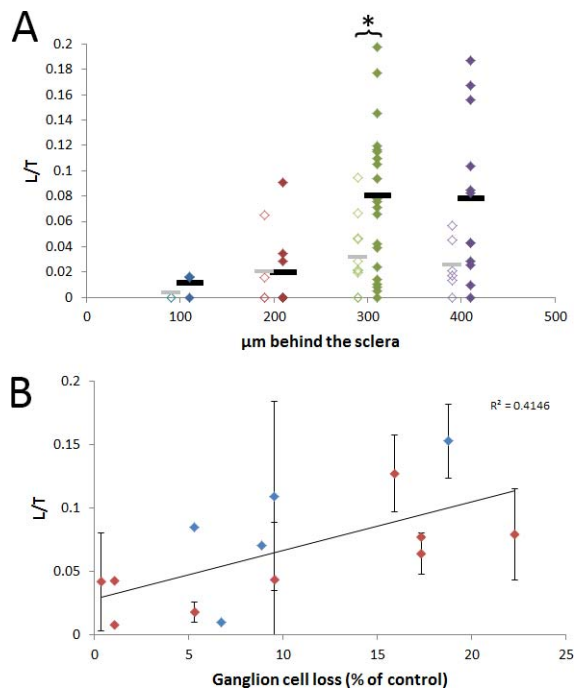 A
*
0.2
0.18
0.16
0.14
0.12
0.1
0.08
0.06
0.04
0.02
0
L/T
0 100 200 300 400 500
µm behind the sclera
B
0.2
0.15
0.1
0.05
0
L/T
R² = 0.4146
0 5 10 15 20 25
Ganglion cell loss (% of control)